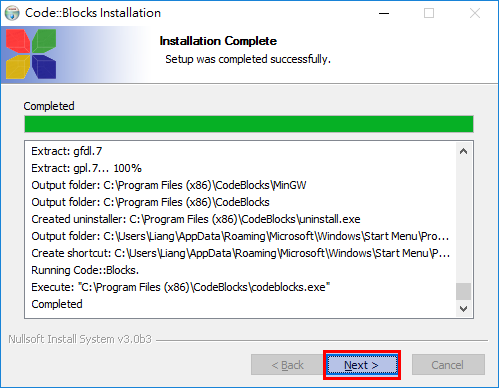 Code::Blocks Installation
Installation Complete
Setup was completed successfully.
Completed
Extract: gfdl.7
Extract: gpl.7... 100%
Output folder: C:\Program Files (x86)\CodeBlocks\MinGW
Output folder: C:\Program Files (x86)\CodeBlocks
Created uninstaller: C:\Program Files (x86)\CodeBlocks\uninstall.exe
Output folder: C:\Users\Liang\AppData\Roaming\Microsoft\Windows\Start Menu\Pro...
Create shortcut: C:\Users\Liang\AppData\Roaming\Microsoft\Windows\Start Menu\P...
Running Code::Blocks.
Execute: "C:\Program Files (x86)\CodeBlocks\codeblocks.exe"
Completed
Nullsoft Install System v3.0b3
< Back Next > Cancel